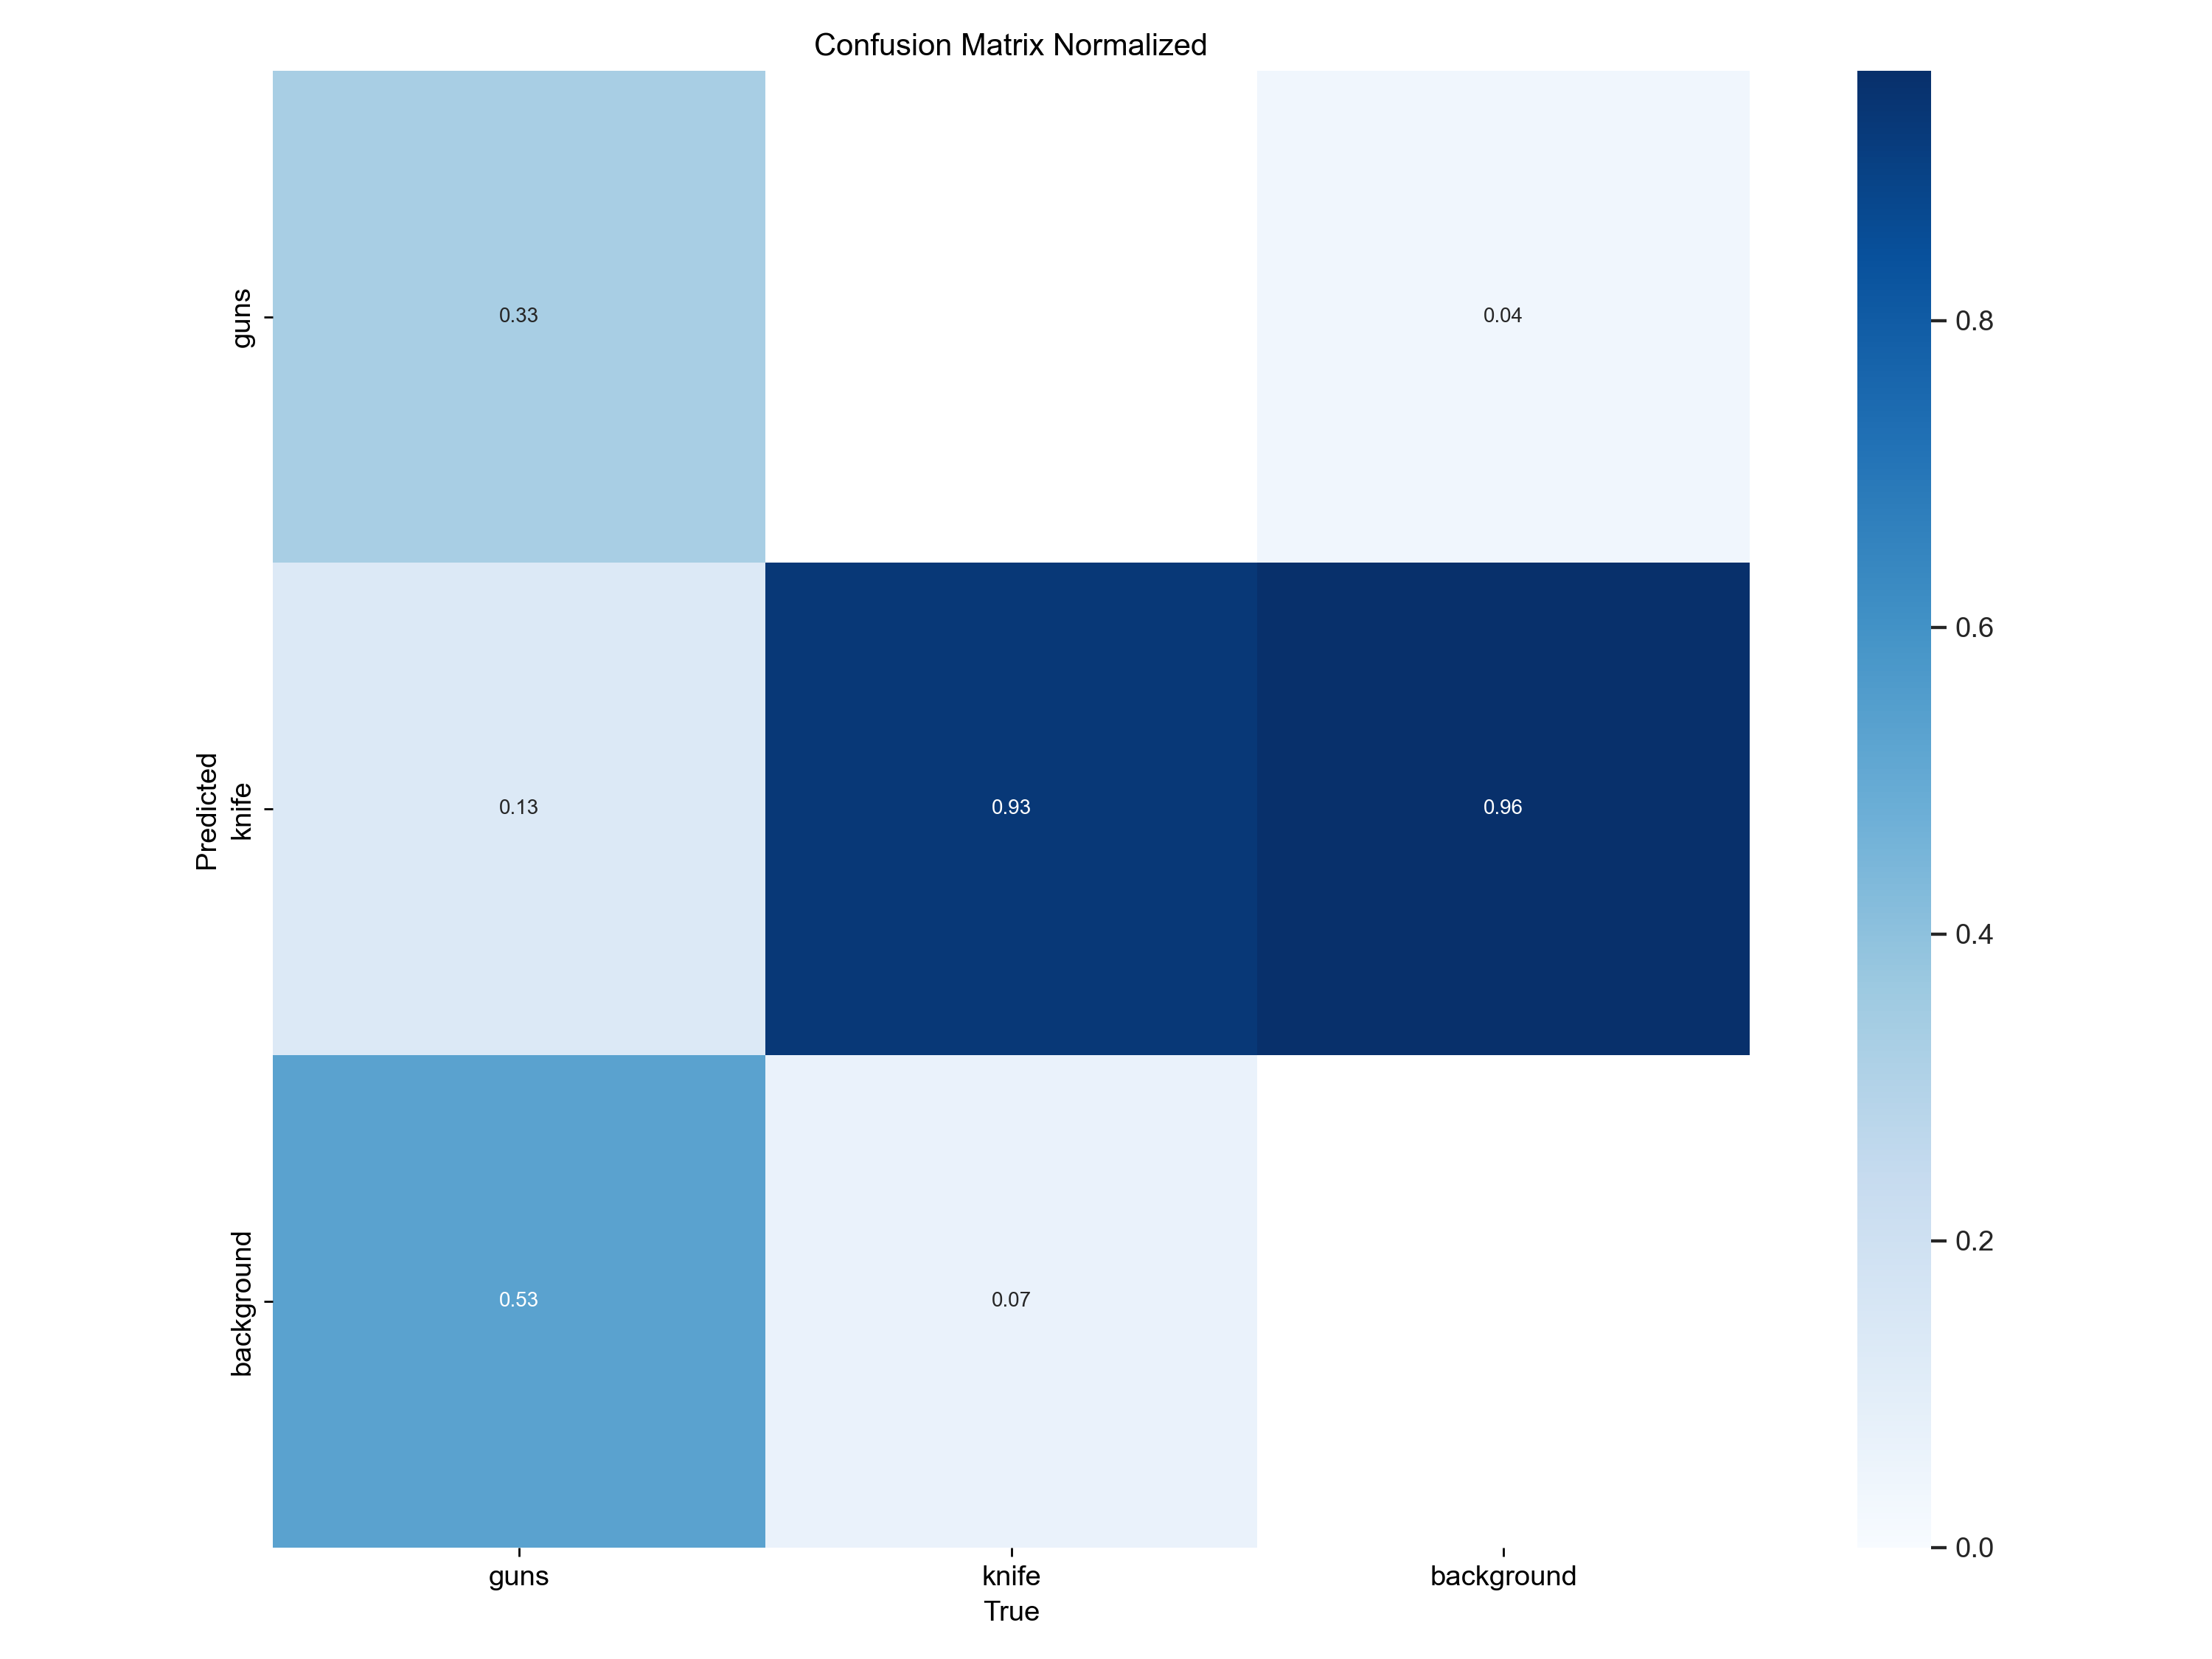 Confusion Matrix Normalized
guns
0.33
0.04
0.8
0.6
Predicted
knife
0.13
0.93
0.96
0.4
background
0.53
0.07
0.2
0.0
guns
knife
background
True